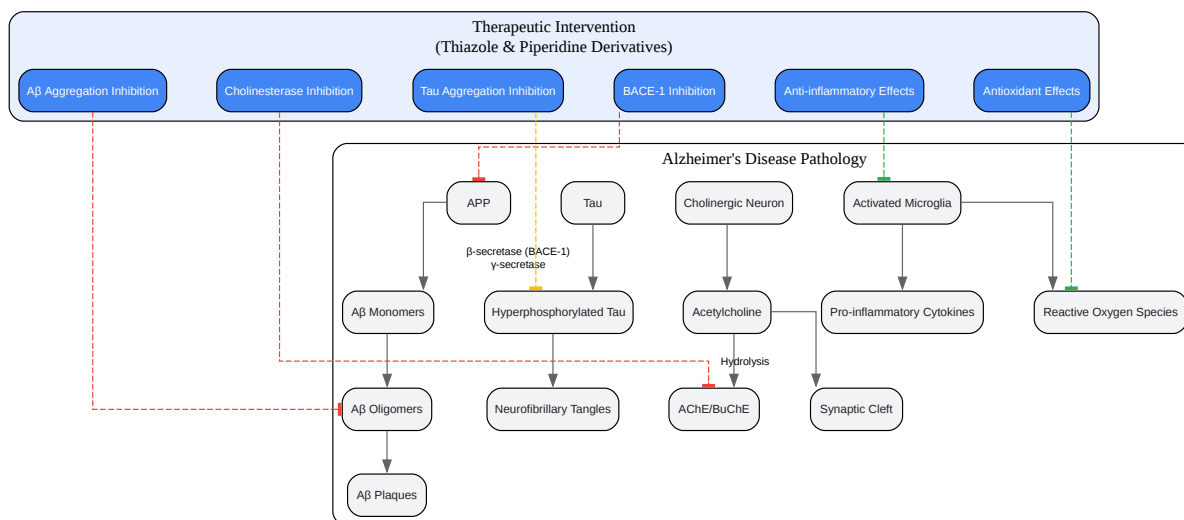 Therapeutic Intervention
(Thiazole & Piperidine Derivatives)
Aβ Aggregation Inhibition
Cholinesterase Inhibition
Tau Aggregation Inhibition
BACE-1 Inhibition
Anti-inflammatory Effects
Antioxidant Effects
Alzheimer's Disease Pathology
APP
Tau
Cholinergic Neuron
Activated Microglia
β-secretase (BACE-1)
γ-secretase
Aβ Monomers
Hyperphosphorylated Tau
Acetylcholine
Pro-inflammatory Cytokines
Reactive Oxygen Species
Hydrolysis
Aβ Oligomers
Neurofibrillary Tangles
AChE/BuChE
Synaptic Cleft
Aβ Plaques